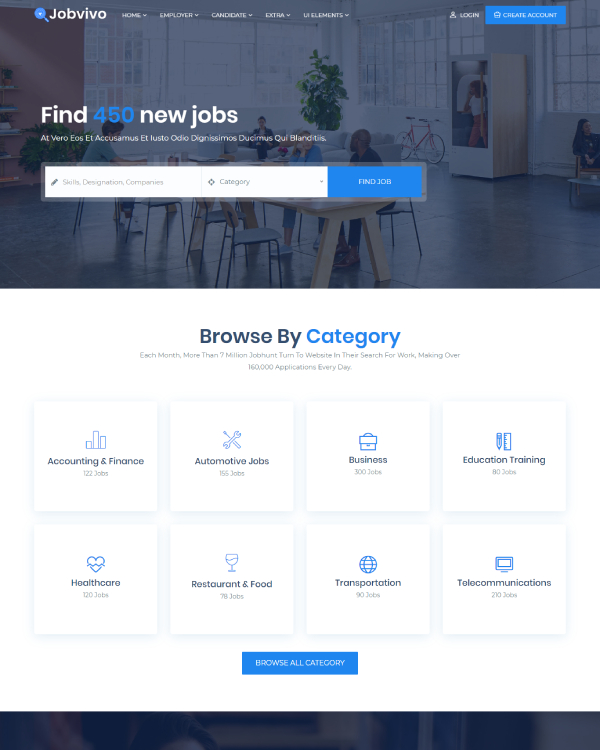 Jobvivo
HOME EMPLOYER CANDIDATE EXTRA UI ELEMENTS LOGIN CREATE ACCOUNT
Find 450 new jobs
At Vero Eos Et Accusamus Et Iusto Odio Dignissimos Ducimus Qui Blanditiis.
Skills, Designation, Companies Category FIND JOB
Browse By Category
Each Month, More Than 7 Million Jobhunt Turn To Website In Their Search For Work, Making Over
160,000 Applications Every Day.
Accounting & Finance
122 Jobs
Automotive Jobs
155 Jobs
Business
300 Jobs
Education Training
80 Jobs
Healthcare
120 Jobs
Restaurant & Food
78 Jobs
Transportation
90 Jobs
Telecommunications
210 Jobs
BROWSE ALL CATEGORY